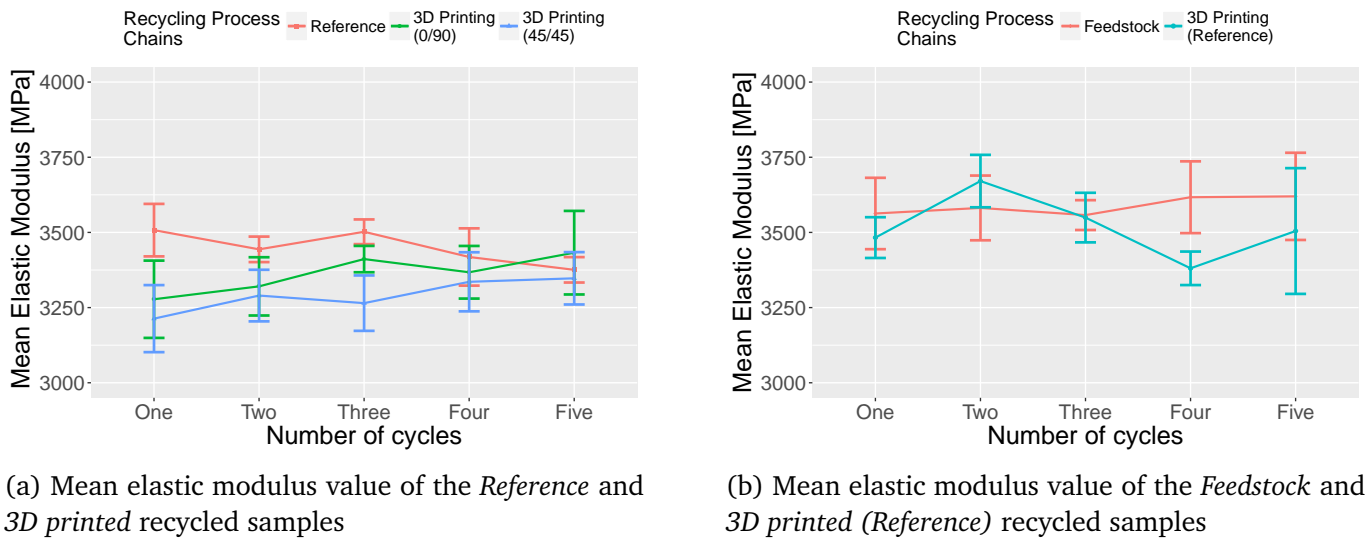 Recycling Process
Chains
Reference
3D Printing
(0/90)
3D Printing
(45/45)
Mean Elastic Modulus [MPa]
4000
3750
3500
3250
3000
One Two Three Four Five
Number of cycles
(a) Mean elastic modulus value of the Reference and
3D printed recycled samples
Recycling Process
Chains
Feedstock
3D Printing
(Reference)
Mean Elastic Modulus [MPa]
4000
3750
3500
3250
3000
One Two Three Four Five
Number of cycles
(b) Mean elastic modulus value of the Feedstock and
3D printed (Reference) recycled samples